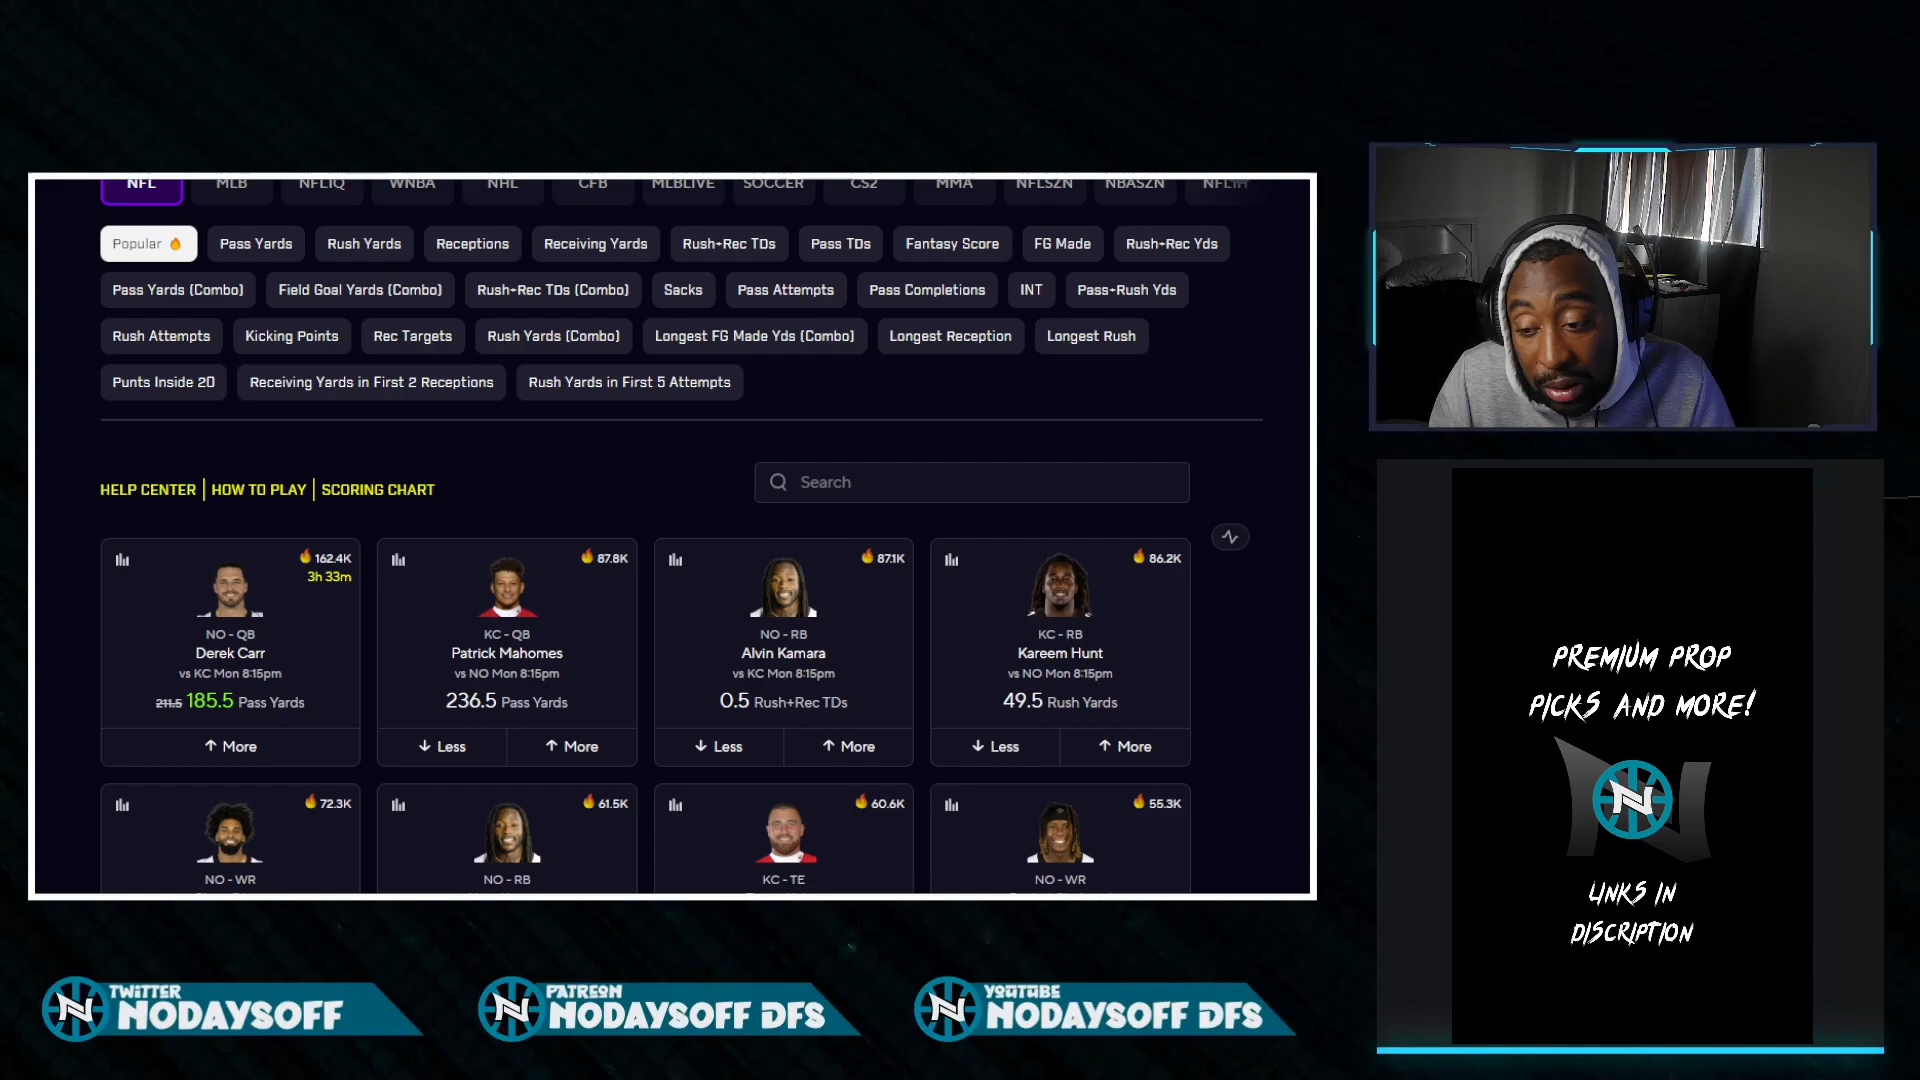 NFL MLB NFLIQ WNBA NHL CFB MLBLIVE SOCCER CS2 MMA NFLSZN NBASZN NFL1H
Popular Pass Yards Rush Yards Receptions Receiving Yards Rush+Rec TDs Pass TDs Fantasy Score FG Made Rush+Rec Yds
Pass Yards (Combo) Field Goal Yards (Combo) Rush+Rec TDs (Combo) Sacks Pass Attempts Pass Completions INT Pass+Rush Yds
Rush Attempts Kicking Points Rec Targets Rush Yards (Combo) Longest FG Made Yds (Combo) Longest Reception Longest Rush
Punts Inside 20 Receiving Yards in First 2 Receptions Rush Yards in First 5 Attempts
HELP CENTER HOW TO PLAY SCORING CHART
Search
162.4K
3h 33m
NO - QB
Derek Carr
vs KC Mon 8:15pm
211.5 185.5 Pass Yards
More
87.8K
KC - QB
Patrick Mahomes
vs NO Mon 8:15pm
236.5 Pass Yards
Less More
87.1K
NO - RB
Alvin Kamara
vs KC Mon 8:15pm
0.5 Rush+Rec TDs
Less More
86.2K
KC - RB
Kareem Hunt
vs NO Mon 8:15pm
49.5 Rush Yards
Less More
72.3K
NO - WR
61.5K
NO - RB
60.6K
KC - TE
55.3K
NO - WR
PREMIUM PROP
PICKS AND MORE!
N
LINKS IN
DISCRIPTION
TWITTER
NODAYSOFF
PATREON
NODAYSOFF DFS
YOUTUBE
NODAYSOFF DFS